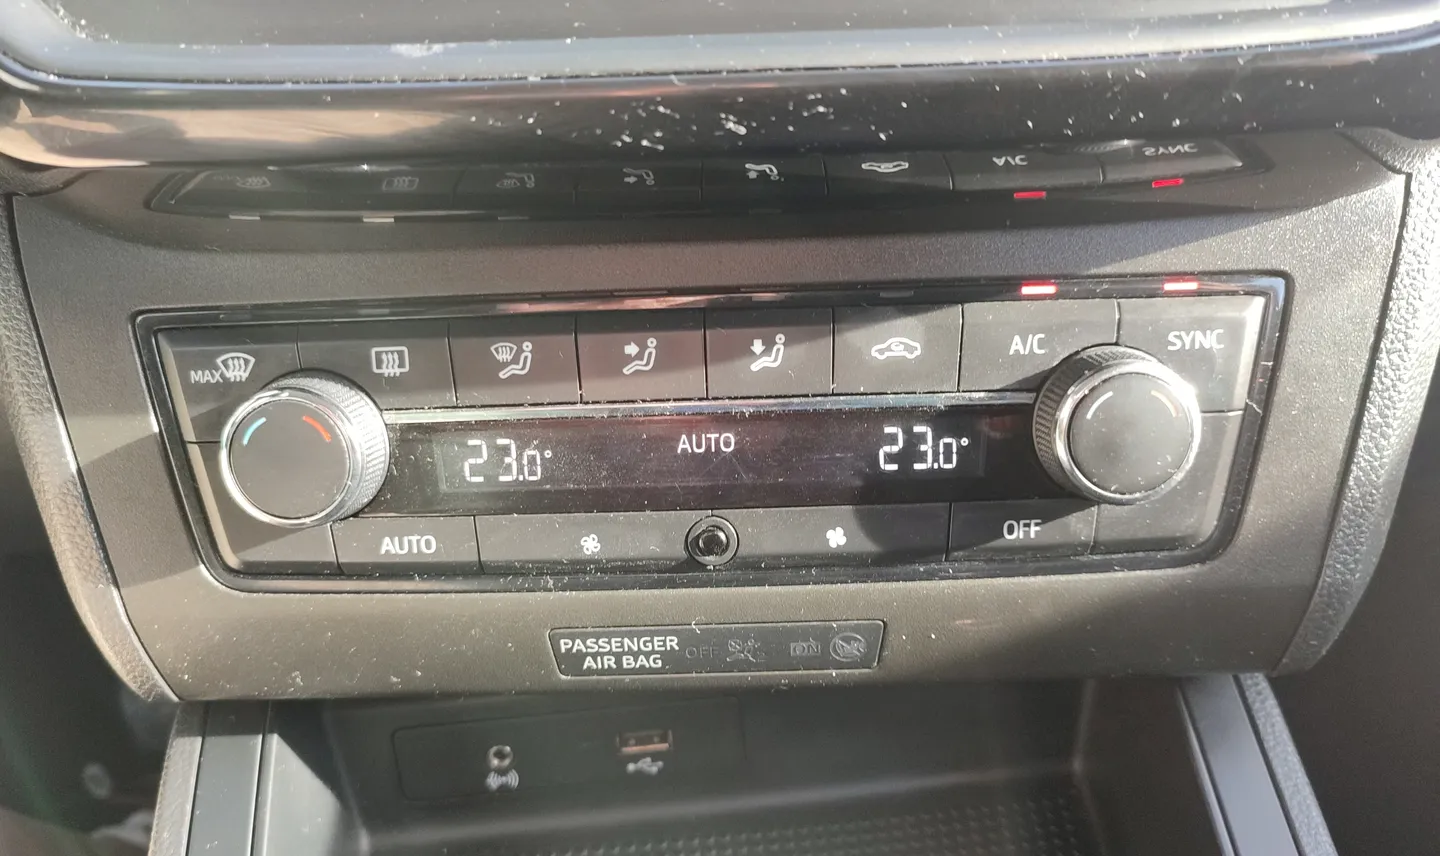 A/C SYNC
MAX A/C SYNC
23.0° AUTO 23.0°
AUTO OFF
PASSENGER
AIR BAG OFF ON